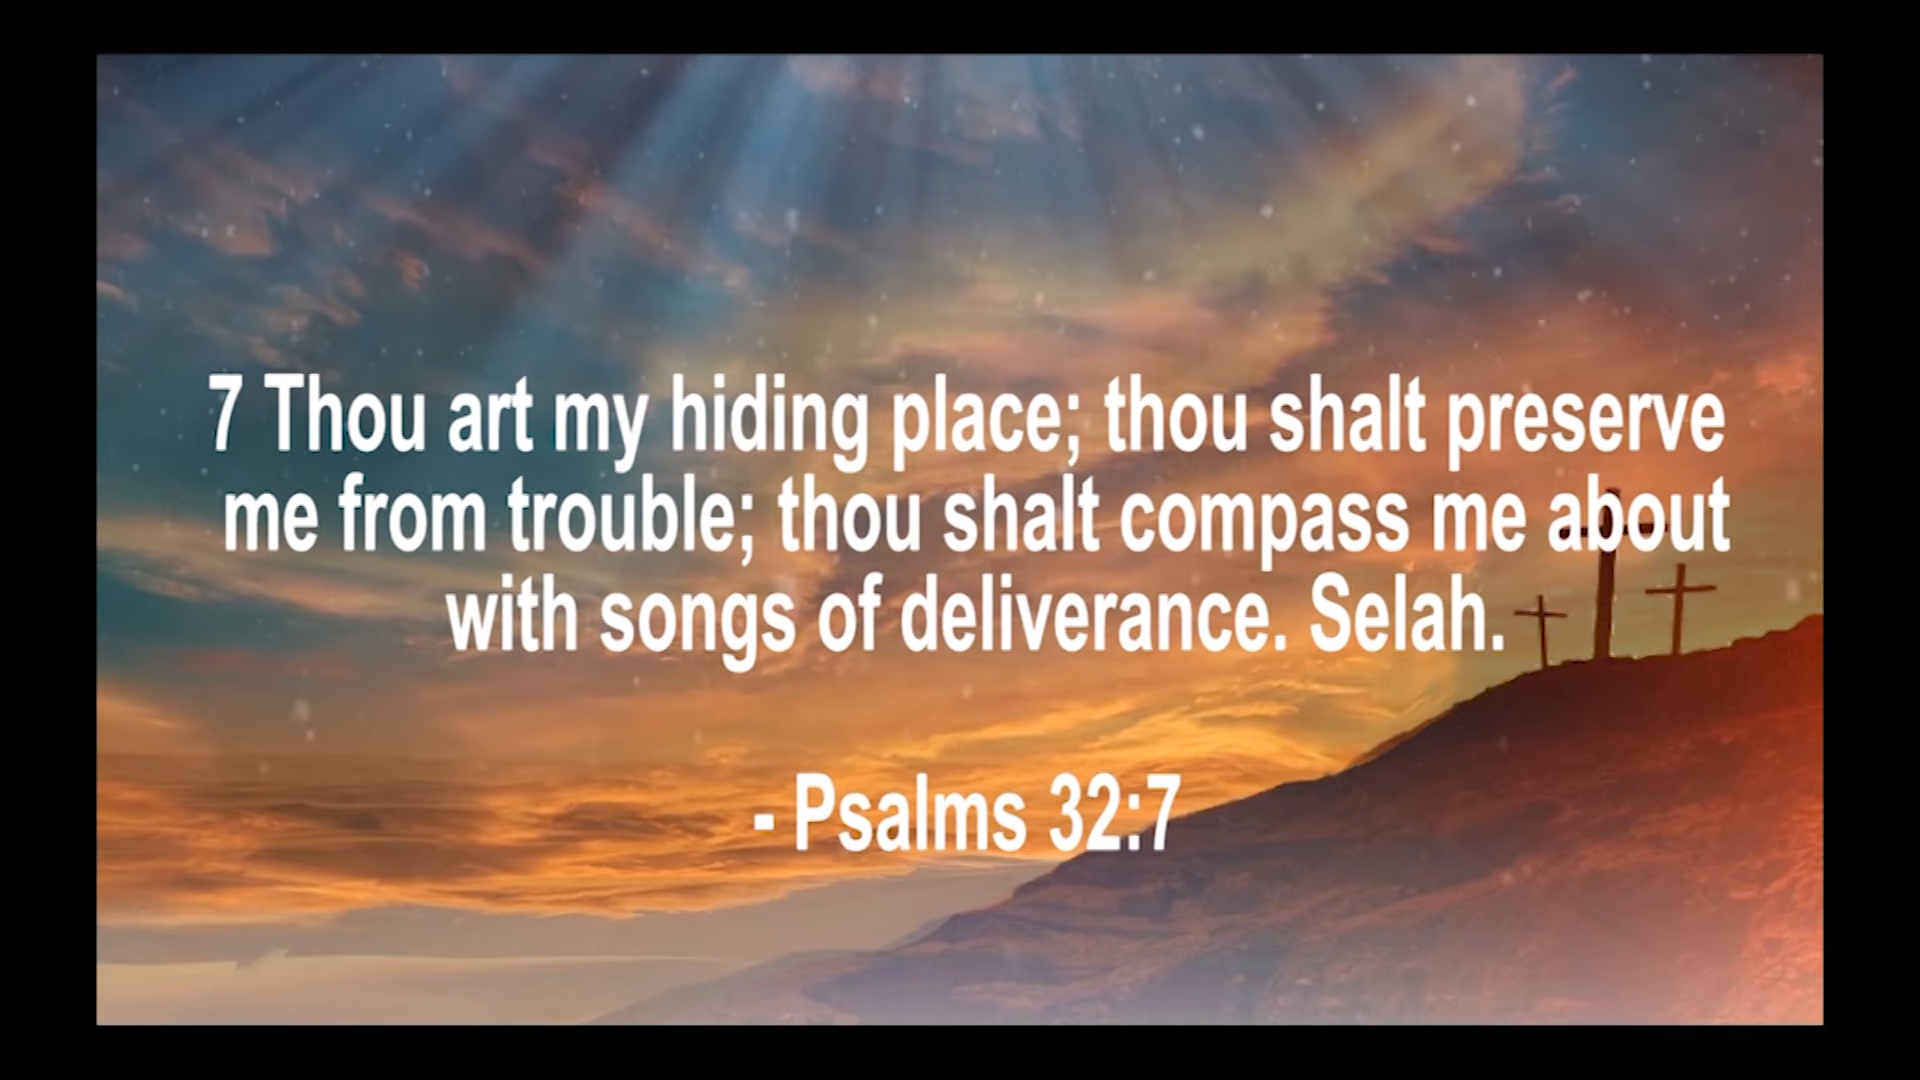 7 Thou art my hiding place; thou shalt preserve
me from trouble; thou shalt compass me about
with songs of deliverance. Selah.
- Psalms 32:7